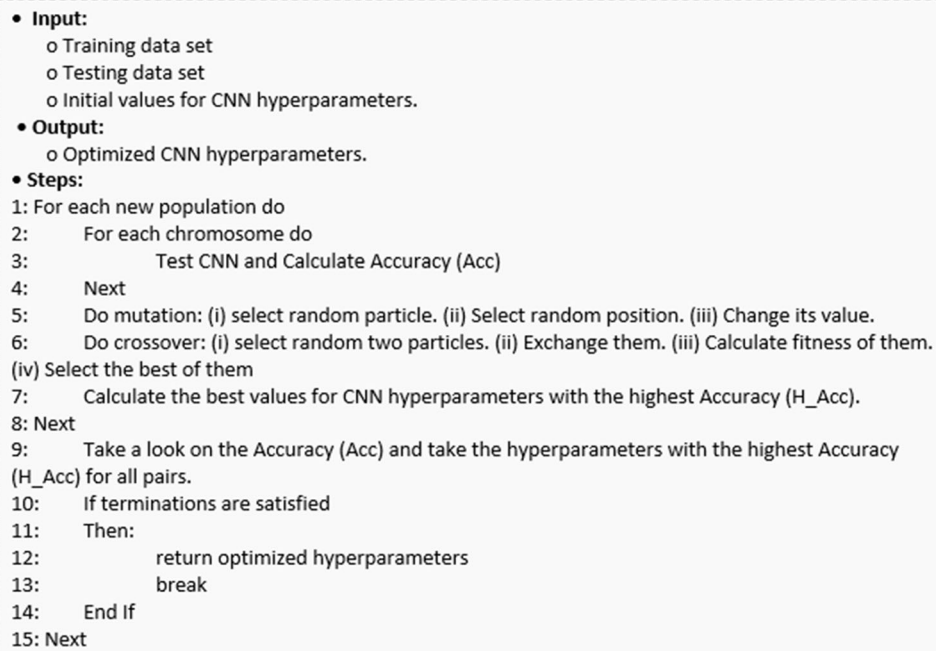 • Input:
o Training data set
o Testing data set
o Initial values for CNN hyperparameters.
• Output:
o Optimized CNN hyperparameters.
• Steps:
1: For each new population do
2: For each chromosome do
3: Test CNN and Calculate Accuracy (Acc)
4: Next
5: Do mutation: (i) select random particle. (ii) Select random position. (iii) Change its value.
6: Do crossover: (i) select random two particles. (ii) Exchange them. (iii) Calculate fitness of them.
(iv) Select the best of them
7: Calculate the best values for CNN hyperparameters with the highest Accuracy (H_Acc).
8: Next
9: Take a look on the Accuracy (Acc) and take the hyperparameters with the highest Accuracy
(H_Acc) for all pairs.
10: If terminations are satisfied
11: Then:
12: return optimized hyperparameters
13: break
14: End If
15: Next